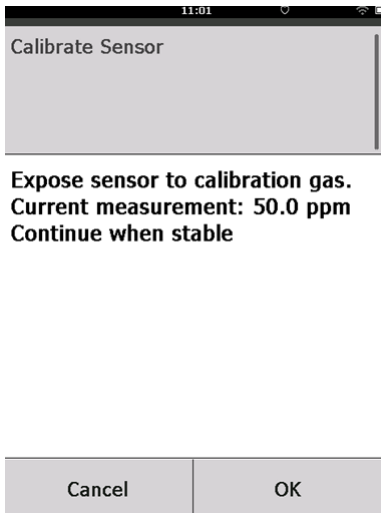 11:01
Calibrate Sensor
Expose sensor to calibration gas.
Current measurement: 50.0 ppm
Continue when stable
Cancel
OK